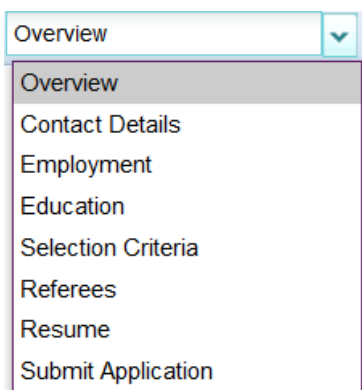 Overview
Overview
Contact Details
Employment
Education
Selection Criteria
Referees
Resume
Submit Application